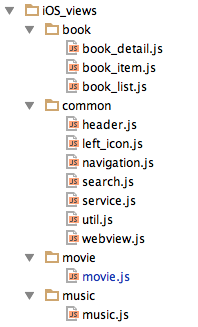 iOS_views
book
book_detail.js
book_item.js
book_list.js
common
header.js
left_icon.js
navigation.js
search.js
service.js
util.js
webview.js
movie
movie.js
music
music.js